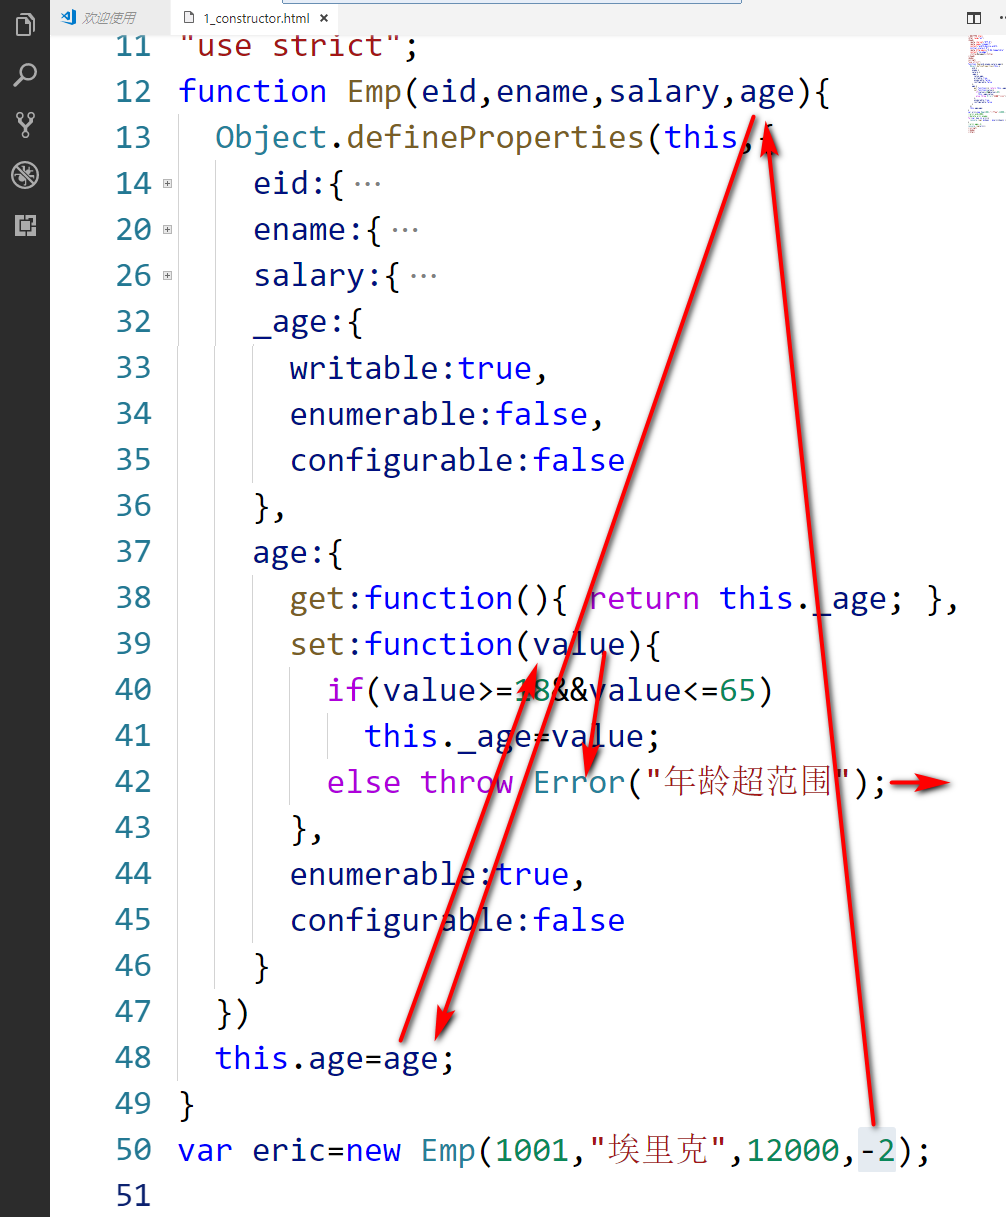 欢迎使用
1_constructor.html ×
11 "use strict";
12 function Emp(eid,ename,salary,age){
13 Object.defineProperties(this,{
14 eid:{ ···
20 ename:{ ···
26 salary:{ ···
32 _age:{
33 writable:true,
34 enumerable:false,
35 configurable:false
36 },
37 age:{
38 get:function(){ return this._age; },
39 set:function(value){
40 if(value>=18&&value<=65)
41 this._age=value;
42 else throw Error("年龄超范围");
43 },
44 enumerable:true,
45 configurable:false
46 }
47 })
48 this.age=age;
49 }
50 var eric=new Emp(1001,"埃里克",12000,-2);
51